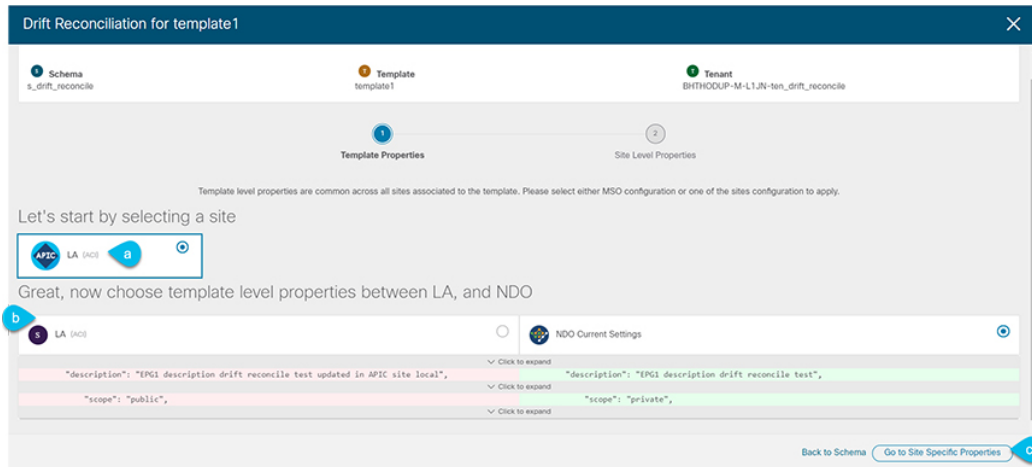 Drift Reconciliation for template1
S Schema
s_drift_reconcile
T Template
template1
T Tenant
BHTHODUP-M-L1JN-ten_drift_reconcile
1
Template Properties
2
Site Level Properties
Template level properties are common across all sites associated to the template. Please select either MSO configuration or one of the sites configuration to apply.
Let's start by selecting a site
APIC LA (ACI) a
Great, now choose template level properties between LA, and NDO
b
S LA (ACI)
NDO Current Settings
Click to expand
"description": "EPG1 description drift reconcile test updated in APIC site local",
"description": "EPG1 description drift reconcile test",
Click to expand
"scope": "public",
"scope": "private",
Click to expand
Back to Schema Go to Site Specific Properties